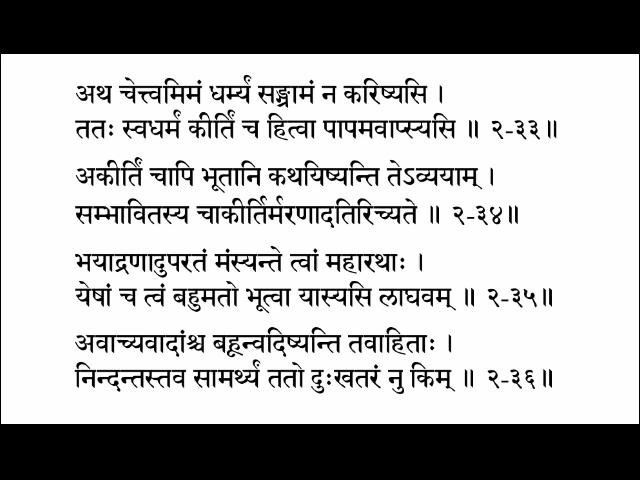 अथ चेत्त्वमिमं धर्म्यं सङ्ग्रामं न करिष्यसि ।
ततः स्वधर्मं कीर्तिं च हित्वा पापमवाप्स्यसि ॥ २-३३॥
अकीर्तिं चापि भूतानि कथयिष्यन्ति तेऽव्ययाम् ।
सम्भावितस्य चाकीर्तिर्मरणादतिरिच्यते ॥ २-३४॥
भयाद्रणादुपरतं मंस्यन्ते त्वां महारथाः ।
येषां च त्वं बहुमतो भूत्वा यास्यसि लाघवम् ॥ २-३५॥
अवाच्यवादांश्च बहून्वदिष्यन्ति तवाहिताः ।
निन्दन्तस्तव सामर्थ्यं ततो दुःखतरं नु किम् ॥ २-३६॥